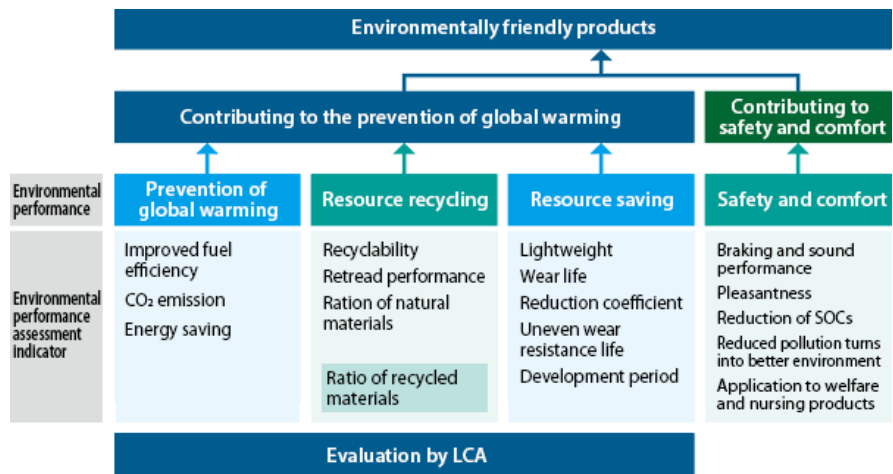 Environmentally friendly products
Contributing to the prevention of global warming
Contributing to
safety and comfort
Environmental
performance
Prevention of
global warming
Resource recycling
Resource saving
Safety and comfort
Environmental
performance
assessment
indicator
Improved fuel
efficiency
CO₂ emission
Energy saving
Recyclability
Retread performance
Ration of natural
materials
Ratio of recycled
materials
Lightweight
Wear life
Reduction coefficient
Uneven wear
resistance life
Development period
Braking and sound
performance
Pleasantness
Reduction of SOCs
Reduced pollution turns
into better environment
Application to welfare
and nursing products
Evaluation by LCA